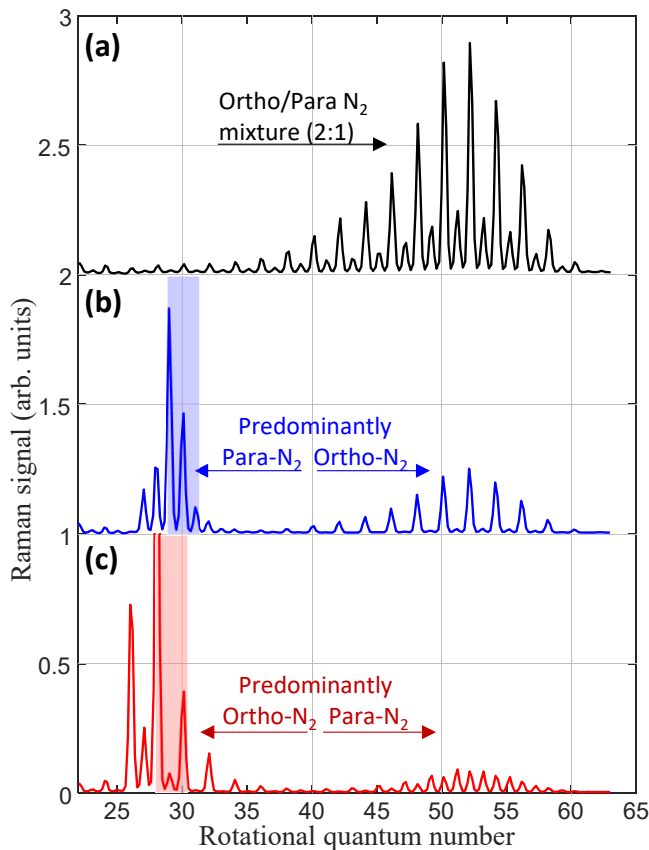 3
(a)
Ortho/Para N₂
mixture (2:1)
2.5
2
(b)
Predominantly
Para-N₂ Ortho-N₂
1.5
1
(c)
Predominantly
Ortho-N₂ Para-N₂
0.5
0
25 30 35 40 45 50 55 60 65
Rotational quantum number
Raman signal (arb. units)